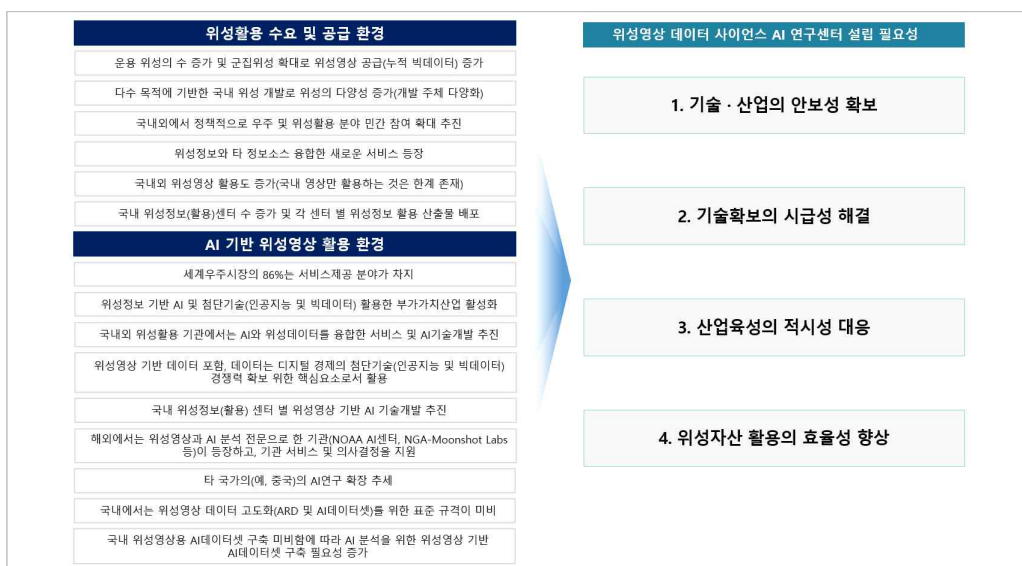 위성활용 수요 및 공급 환경
운용 위성의 수 증가 및 군집위성 확대로 위성영상 공급(누적 빅데이터) 증가
다수 목적에 기반한 국내 위성 개발로 위성의 다양성 증가(개발 주체 다양화)
국내외에서 정책적으로 우주 및 위성활용 분야 민간 참여 확대 추진
위성정보와 타 정보소스 융합한 새로운 서비스 등장
국내외 위성영상 활용도 증가(국내 영상만 활용하는 것은 한계 존재)
국내 위성정보(활용)센터 수 증가 및 각 센터 별 위성정보 활용 산출물 배포
AI 기반 위성영상 활용 환경
세계우주시장의 86%는 서비스제공 분야가 차지
위성정보 기반 AI 및 첨단기술(인공지능 및 빅데이터) 활용한 부가가치산업 활성화
국내외 위성활용 기관에서는 AI와 위성데이터를 융합한 서비스 및 AI기술개발 추진
위성영상 기반 데이터 포함, 데이터는 디지털 경제의 첨단기술(인공지능 및 빅데이터)
경쟁력 확보 위한 핵심요소로서 활용
국내 위성정보(활용) 센터 별 위성영상 기반 AI 기술개발 추진
해외에서는 위성영상과 AI 분석 전문으로 한 기관(NOAA AI센터, NGA-Moonshot Labs
등)이 등장하고, 기관 서비스 및 의사결정을 지원
타 국가의(예, 중국)의 AI연구 확장 추세
국내에서는 위성영상 데이터 고도화(ARD 및 AI데이터셋)를 위한 표준 규격이 미비
국내 위성영상용 AI데이터셋 구축 미비함에 따라 AI 분석을 위한 위성영상 기반
AI데이터셋 구축 필요성 증가
위성영상 데이터 사이언스 AI 연구센터 설립 필요성
1. 기술 · 산업의 안보성 확보
2. 기술확보의 시급성 해결
3. 산업육성의 적시성 대응
4. 위성자산 활용의 효율성 향상